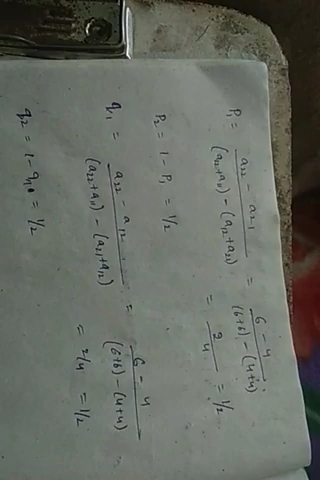 P₁ = a₂₂ - a₂₁ / (a₂₂+a₁₁) - (a₁₂+a₂₁) = 6 - 4 / (6+6) - (4+4)
= 2/4 = 1/2
P₂ = 1 - P₁ = 1/2
q₁ = a₂₂ - a₁₂ / (a₂₂+a₁₁) - (a₂₁+a₁₂) = 6 - 4 / (6+6) - (4+4)
= 2/4 = 1/2
q₂ = 1 - q₁ = 1/2